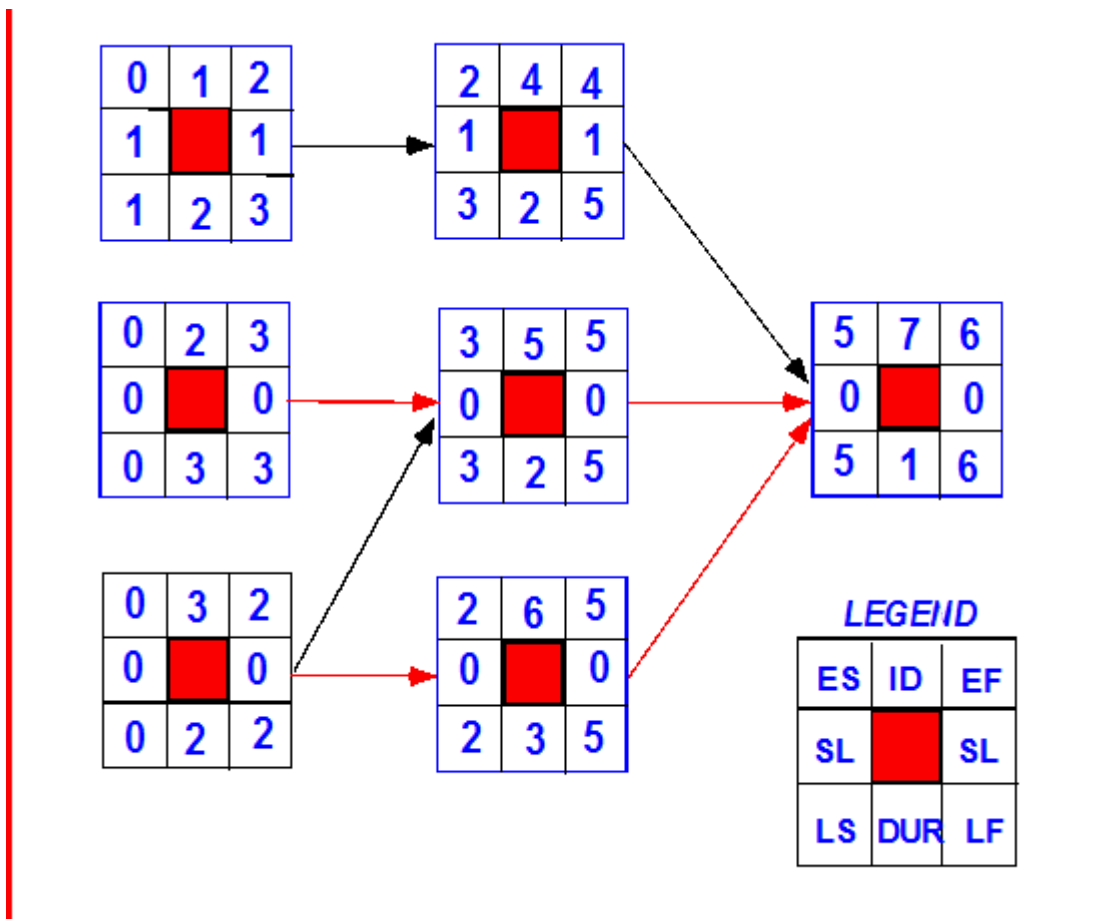 0 1 2
1 1
1 2 3
2 4 4
1 1
3 2 5
0 2 3
0 0
0 3 3
3 5 5
0 0
3 2 5
5 7 6
0 0
5 1 6
0 3 2
0 0
0 2 2
2 6 5
0 0
2 3 5
LEGEND
ES ID EF
SL SL
LS DUR LF